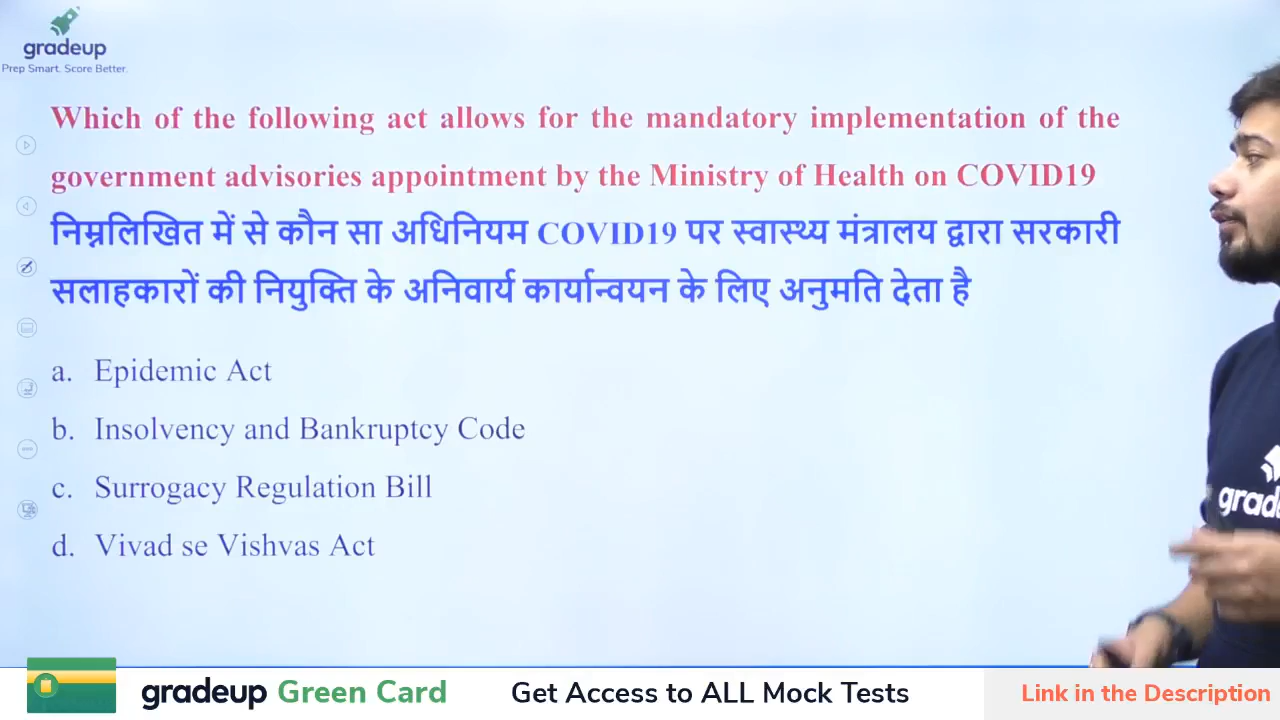 gradeup
Prep Smart. Score Better.
Which of the following act allows for the mandatory implementation of the
government advisories appointment by the Ministry of Health on COVID19
निम्नलिखित में से कौन सा अधिनियम COVID19 पर स्वास्थ्य मंत्रालय द्वारा सरकारी
सलाहकारों की नियुक्ति के अनिवार्य कार्यान्वयन के लिए अनुमति देता है
a. Epidemic Act
b. Insolvency and Bankruptcy Code
c. Surrogacy Regulation Bill
d. Vivad se Vishvas Act
gradeup Green Card Get Access to ALL Mock Tests Link in the Description